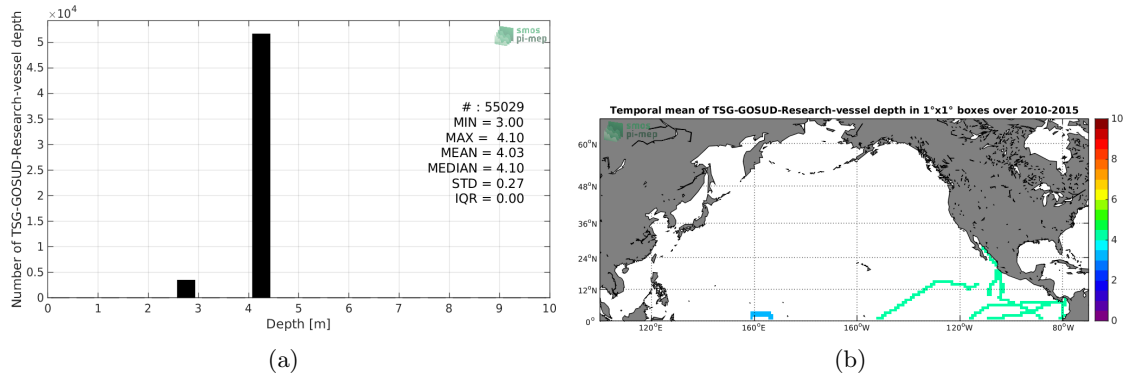 ×10⁴
Number of TSG-GOSUD-Research-vessel depth
5
4.5
4
3.5
3
2.5
2
1.5
1
0.5
0
0 1 2 3 4 5 6 7 8 9 10
Depth [m]
smos
pi-mep
# : 55029
MIN = 3.00
MAX = 4.10
MEAN = 4.03
MEDIAN = 4.10
STD = 0.27
IQR = 0.00
(a)
Temporal mean of TSG-GOSUD-Research-vessel depth in 1°x1° boxes over 2010-2015
smos
pi-mep
60°N
48°N
36°N
24°N
12°N
0°
120°E 160°E 160°W 120°W 80°W
10
8
6
4
2
0
(b)